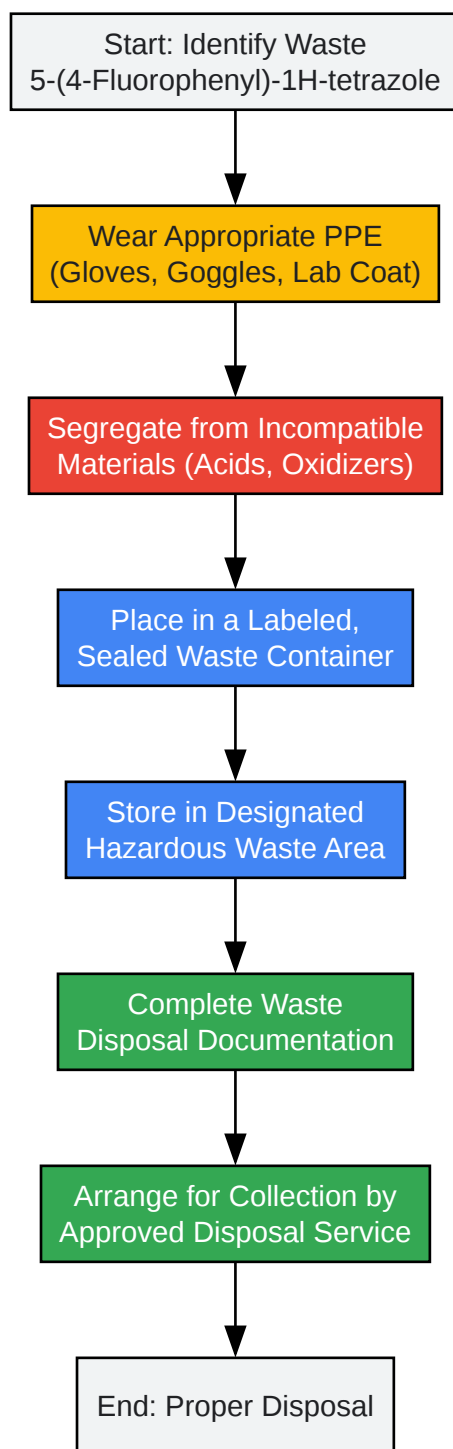 Start: Identify Waste
5-(4-Fluorophenyl)-1H-tetrazole
Wear Appropriate PPE
(Gloves, Goggles, Lab Coat)
Segregate from Incompatible
Materials (Acids, Oxidizers)
Place in a Labeled,
Sealed Waste Container
Store in Designated
Hazardous Waste Area
Complete Waste
Disposal Documentation
Arrange for Collection by
Approved Disposal Service
End: Proper Disposal